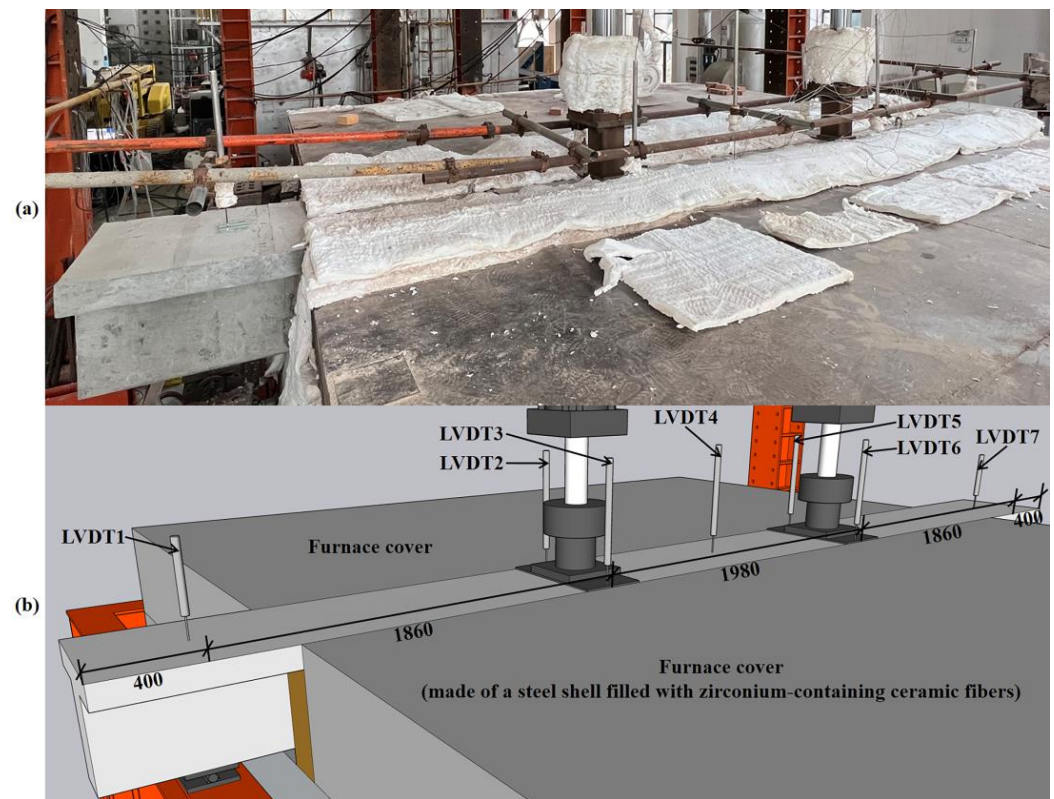 (a)
LVDT1
LVDT2
LVDT3
LVDT4
LVDT5
LVDT6
LVDT7
Furnace cover
400
1860
1980
1860
400
Furnace cover
(made of a steel shell filled with zirconium-containing ceramic fibers)
(b)